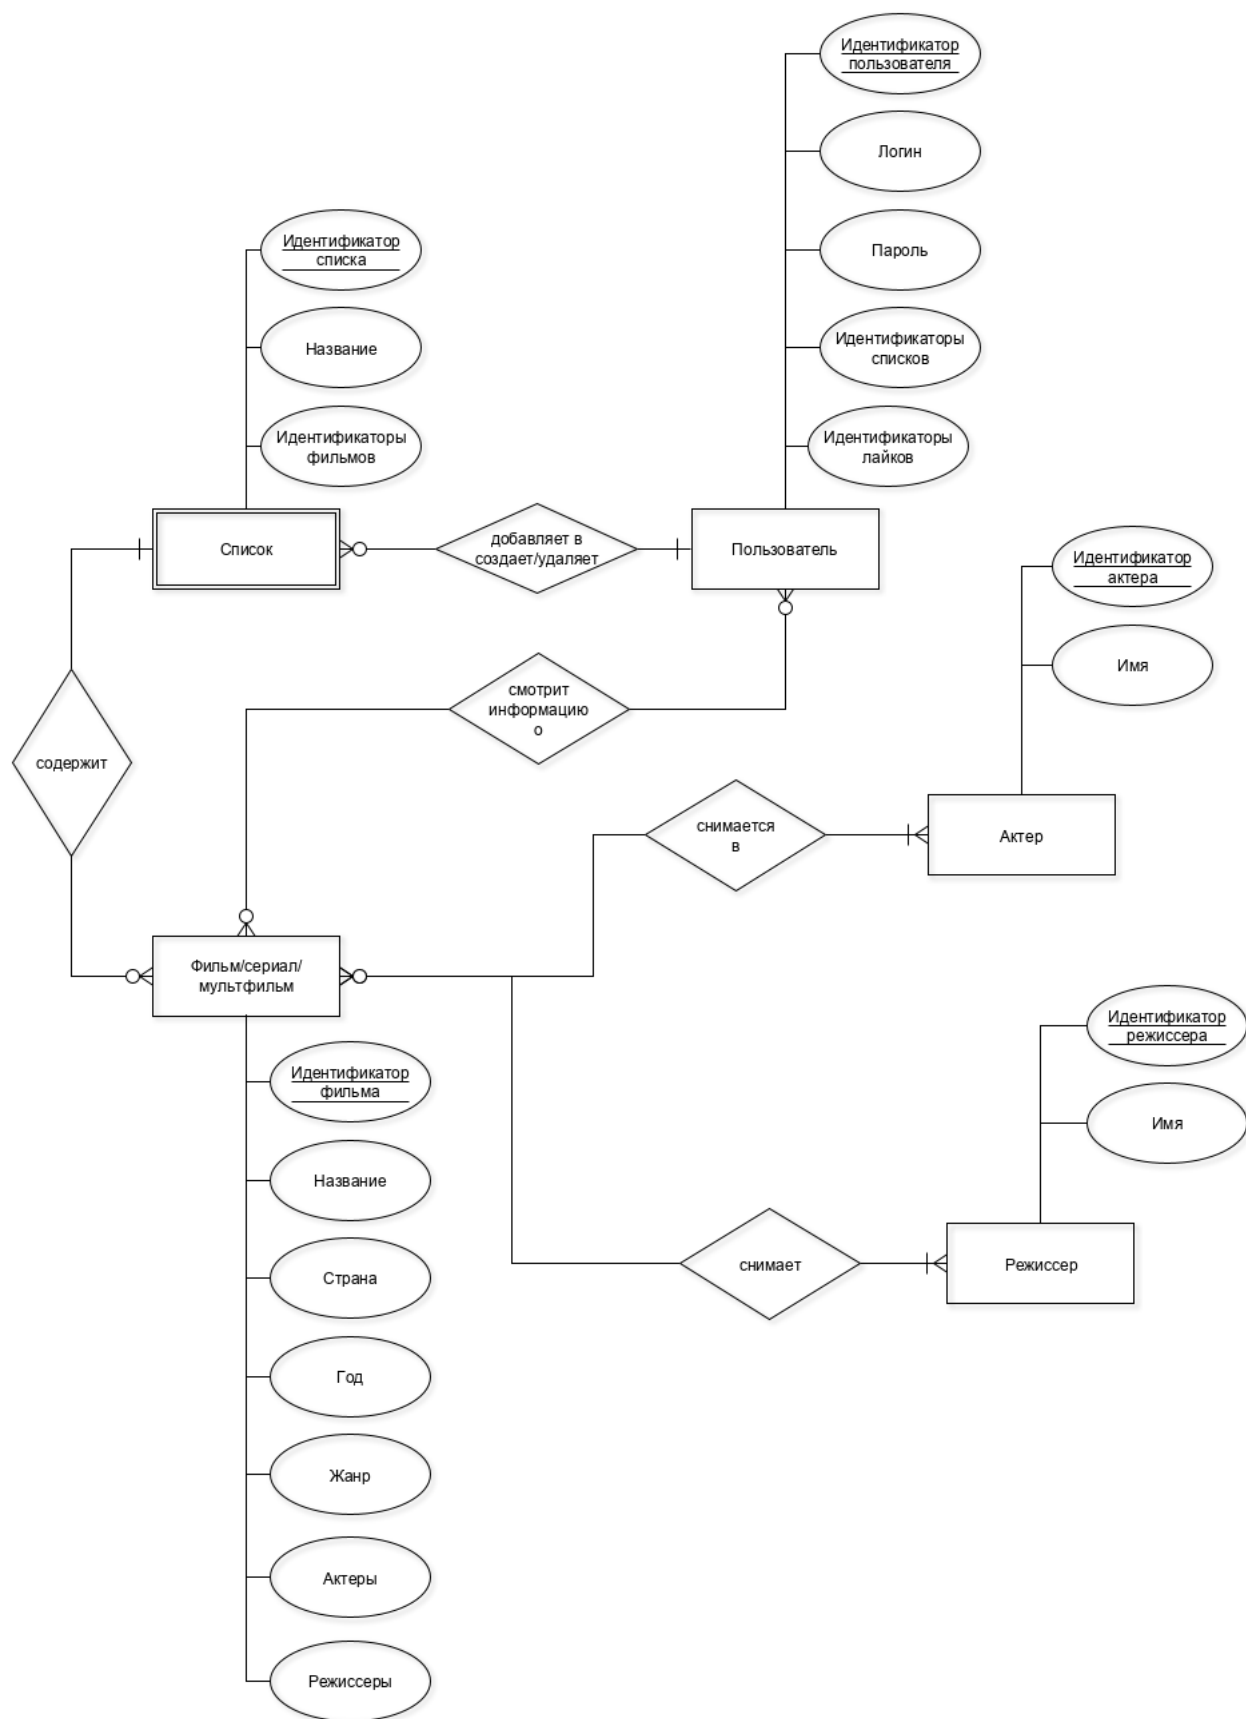 Идентификатор
пользователя
Логин
Пароль
Идентификаторы
списков
Идентификаторы
лайков
Идентификатор
списка
Название
Идентификаторы
фильмов
Список
добавляет в
создает/удаляет
Пользователь
Идентификатор
актера
Имя
смотрит
информацию
о
содержит
снимается
в
Актер
Фильм/сериал/
мультфильм
Идентификатор
режиссера
Имя
Идентификатор
фильма
Название
Страна
снимает
Режиссер
Год
Жанр
Актеры
Режиссеры